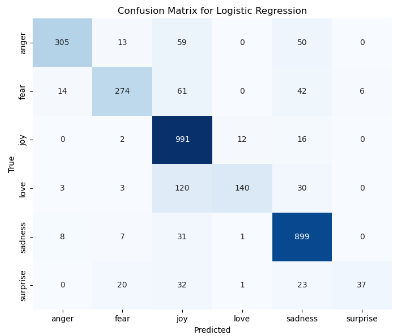 Confusion Matrix for Logistic Regression
True
anger 305 13 59 0 50 0
fear 14 274 61 0 42 6
joy 0 2 991 12 16 0
love 3 3 120 140 30 0
sadness 8 7 31 1 899 0
surprise 0 20 32 1 23 37
anger fear joy love sadness surprise
Predicted